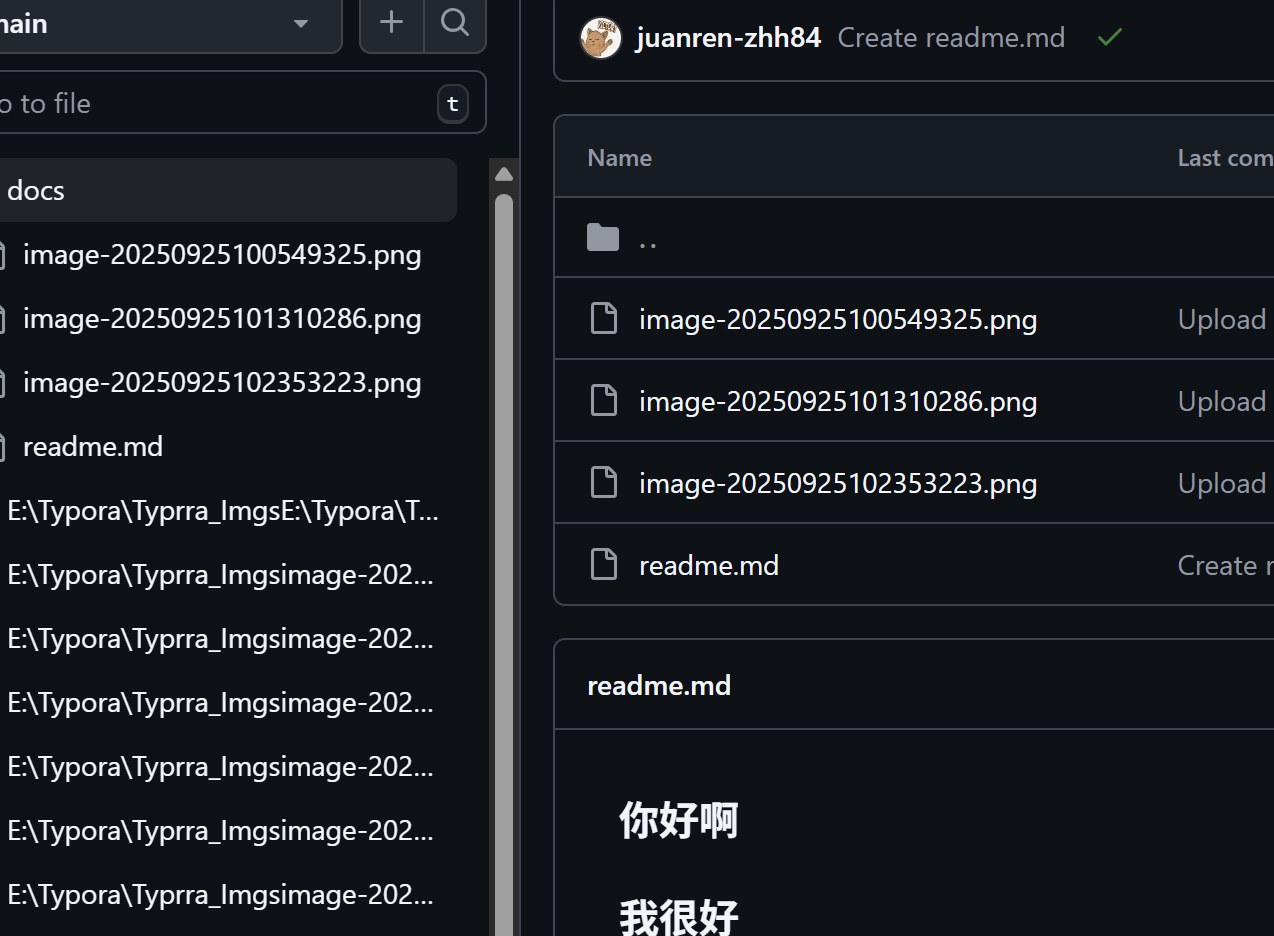 main
o to file
t
docs
image-20250925100549325.png
image-20250925101310286.png
image-20250925102353223.png
readme.md
E:\Typora\Typrra_ImgsE:\Typora\T...
E:\Typora\Typrra_Imgsimage-202...
E:\Typora\Typrra_Imgsimage-202...
E:\Typora\Typrra_Imgsimage-202...
E:\Typora\Typrra_Imgsimage-202...
E:\Typora\Typrra_Imgsimage-202...
E:\Typora\Typrra_Imgsimage-202...
juanren-zhh84 Create readme.md
Name Last com
..
image-20250925100549325.png Upload
image-20250925101310286.png Upload
image-20250925102353223.png Upload
readme.md Create r
readme.md
你好啊
我很好